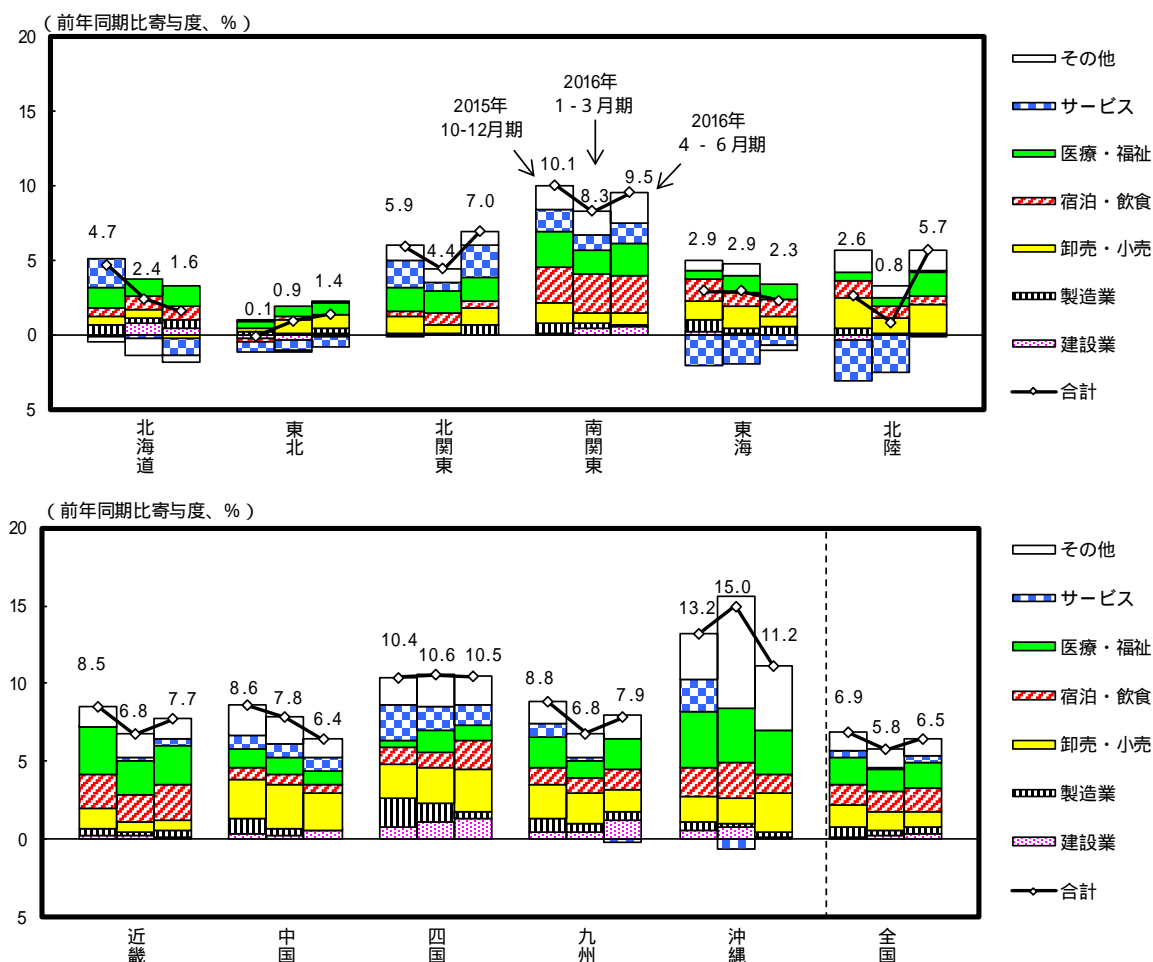 (前年同期比寄与度、%)
20
15
10
5
0
5
2015年
10-12月期
2016年
1-3月期
2016年
4-6月期
4.7
2.4
1.6
0.1
0.9
1.4
5.9
4.4
7.0
10.1
8.3
9.5
2.9
2.9
2.3
2.6
0.8
5.7
北海道
東北
北関東
南関東
東海
北陸
その他
サービス
医療・福祉
宿泊・飲食
卸売・小売
製造業
建設業
合計
(前年同期比寄与度、%)
20
15
10
5
0
5
8.5
6.8
7.7
8.6
7.8
6.4
10.4
10.6
10.5
8.8
6.8
7.9
13.2
15.0
11.2
6.9
5.8
6.5
近畿
中国
四国
九州
沖縄
全国
その他
サービス
医療・福祉
宿泊・飲食
卸売・小売
製造業
建設業
合計